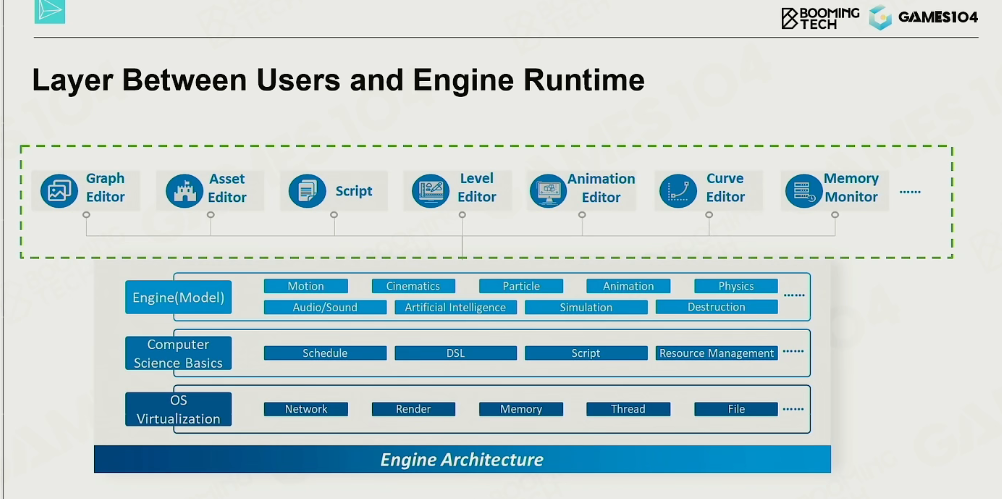 BOOMING
TECH
GAMES104
Layer Between Users and Engine Runtime
Graph
Editor
Asset
Editor
Script
Level
Editor
Animation
Editor
Curve
Editor
Memory
Monitor
......
Engine(Model)
Motion
Cinematics
Particle
Animation
Physics
Audio/Sound
Artificial Intelligence
Simulation
Destruction
......
Computer
Science Basics
Schedule
DSL
Script
Resource Management
......
OS
Virtualization
Network
Render
Memory
Thread
File
......
Engine Architecture